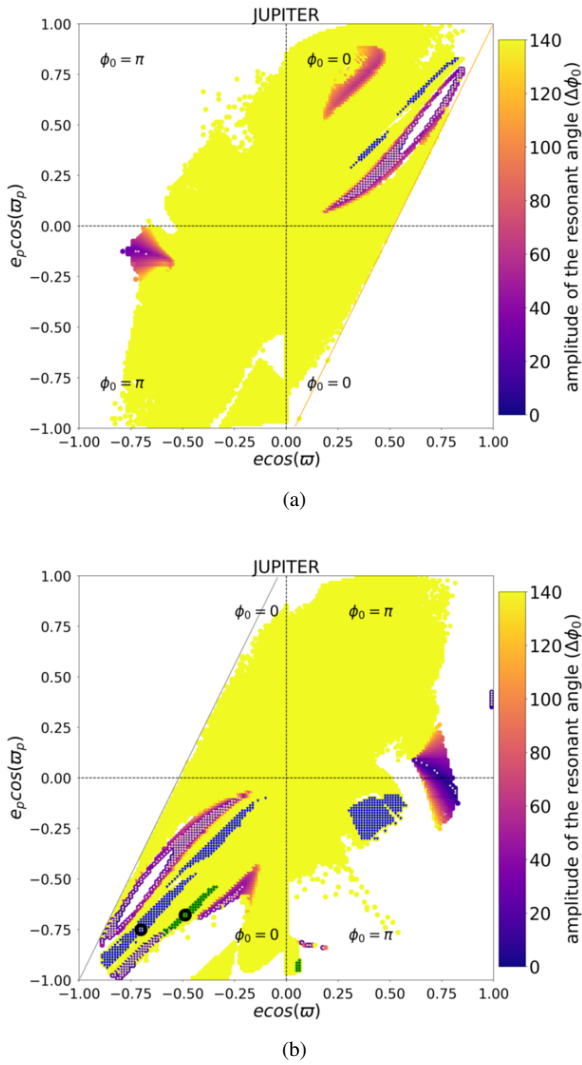 JUPITER
1.00
0.75
0.50
0.25
0.00
−0.25
−0.50
−0.75
−1.00
e_p cos(ϖ_p)
ϕ₀ = π
ϕ₀ = 0
ϕ₀ = π
ϕ₀ = 0
−1.00 −0.75 −0.50 −0.25 0.00 0.25 0.50 0.75 1.00
ecos(ϖ)
140
120
100
80
60
40
20
0
amplitude of the resonant angle (Δϕ₀)
(a)
JUPITER
1.00
0.75
0.50
0.25
0.00
−0.25
−0.50
−0.75
−1.00
e_p cos(ϖ_p)
ϕ₀ = 0
ϕ₀ = π
ϕ₀ = 0
ϕ₀ = π
−1.00 −0.75 −0.50 −0.25 0.00 0.25 0.50 0.75 1.00
ecos(ϖ)
140
120
100
80
60
40
20
0
amplitude of the resonant angle (Δϕ₀)
(b)